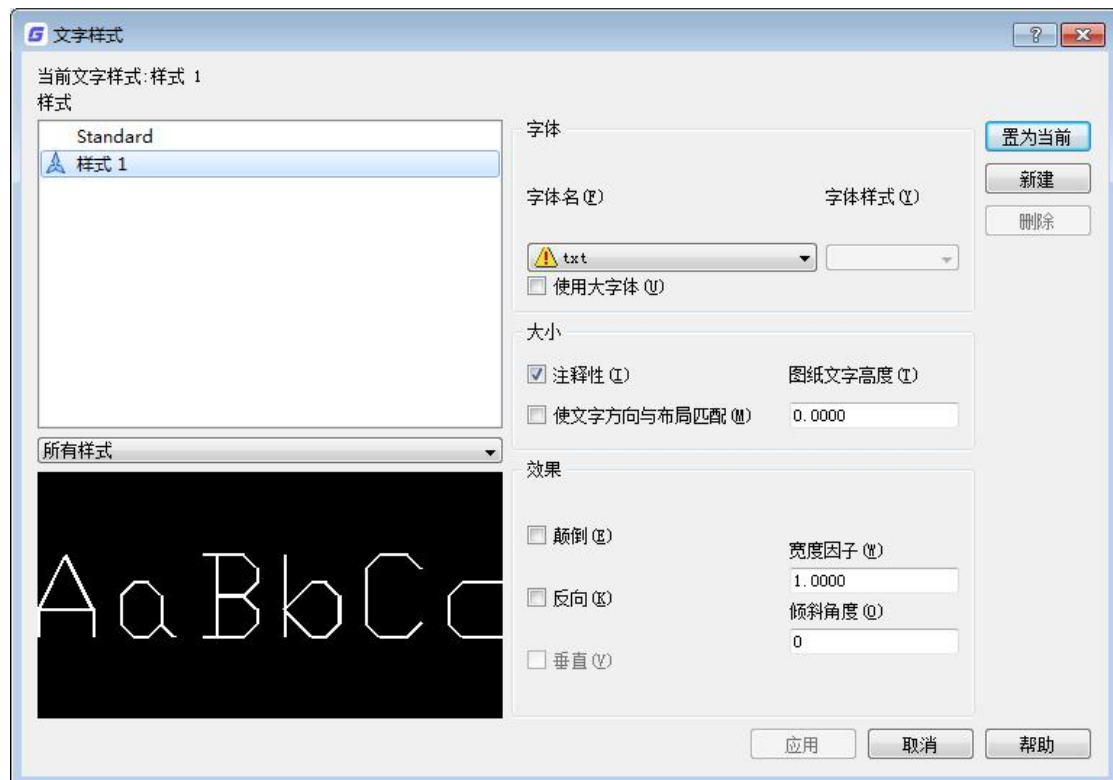 文字样式
当前文字样式:样式 1
样式
Standard
样式 1
所有样式
AaBbCc
字体
字体名(F) 字体样式(Y)
txt
使用大字体(U)
大小
注释性(I) 图纸文字高度(T)
使文字方向与布局匹配(M) 0.0000
效果
颠倒(E)
宽度因子(W)
1.0000
反向(K)
倾斜角度(O)
0
垂直(V)
置为当前
新建
删除
应用 取消 帮助